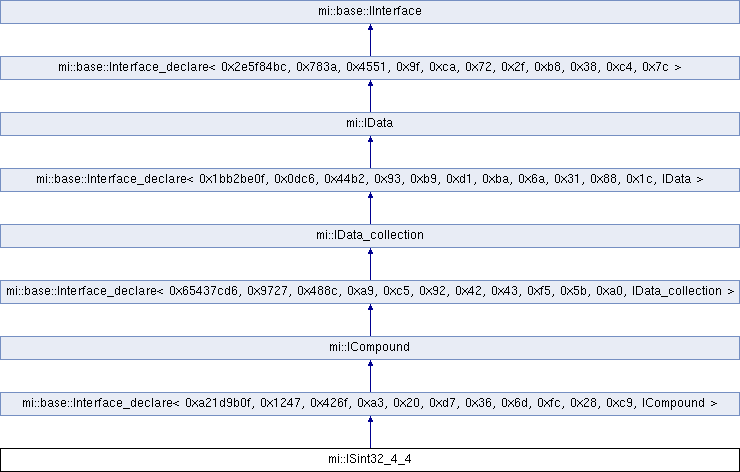 mi::base::IInterface
mi::base::Interface_declare< 0x2e5f84bc, 0x783a, 0x4551, 0x9f, 0xca, 0x72, 0x2f, 0xb8, 0x38, 0xc4, 0x7c >
mi::IData
mi::base::Interface_declare< 0x1bb2be0f, 0x0dc6, 0x44b2, 0x93, 0xb9, 0xd1, 0xba, 0x6a, 0x31, 0x88, 0x1c, IData >
mi::IData_collection
mi::base::Interface_declare< 0x65437cd6, 0x9727, 0x488c, 0xa9, 0xc5, 0x92, 0x42, 0x43, 0xf5, 0x5b, 0xa0, IData_collection >
mi::ICompound
mi::base::Interface_declare< 0xa21d9b0f, 0x1247, 0x426f, 0xa3, 0x20, 0xd7, 0x36, 0x6d, 0xfc, 0x28, 0xc9, ICompound >
mi::ISint32_4_4